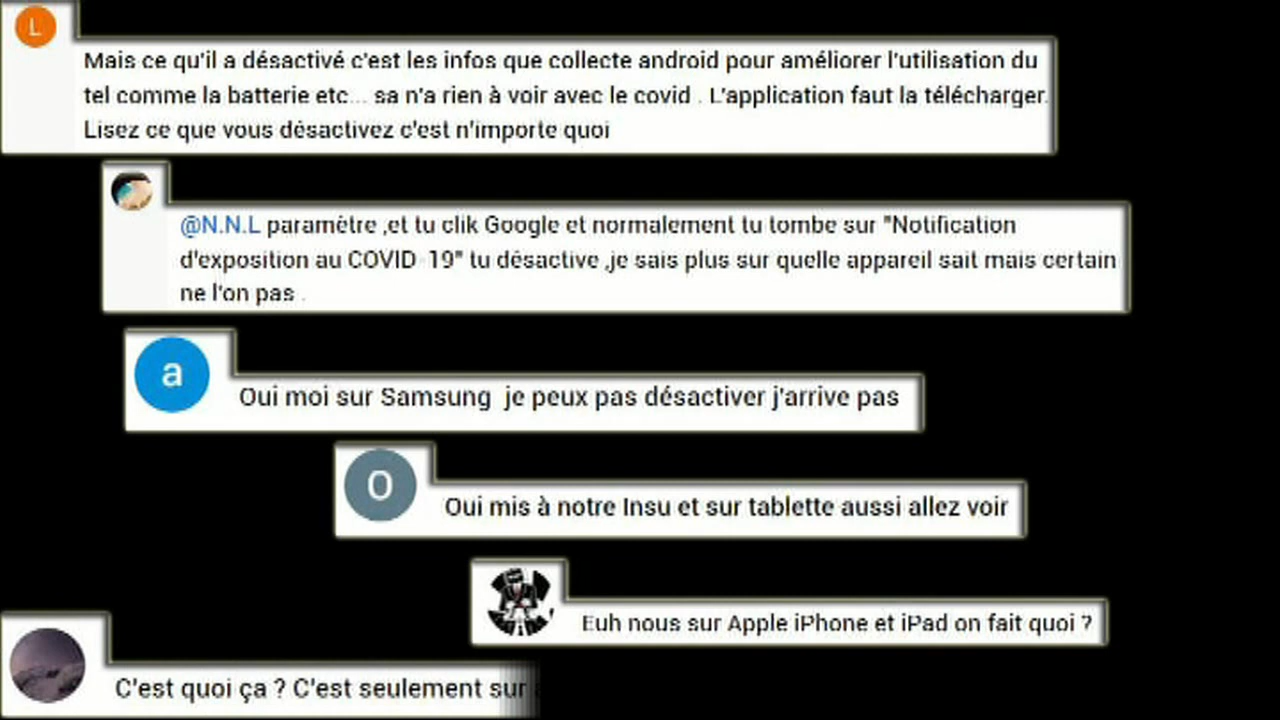 L
Mais ce qu'il a désactivé c'est les infos que collecte android pour améliorer l'utilisation du
tel comme la batterie etc... sa n'a rien à voir avec le covid . L'application faut la télécharger.
Lisez ce que vous désactivez c'est n'importe quoi
@N.N.L paramètre ,et tu clik Google et normalement tu tombe sur "Notification
d'exposition au COVID-19" tu désactive ,je sais plus sur quelle appareil sait mais certain
ne l'on pas .
a
Oui moi sur Samsung je peux pas désactiver j'arrive pas
O
Oui mis à notre Insu et sur tablette aussi allez voir
Euh nous sur Apple iPhone et iPad on fait quoi ?
C'est quoi ça ? C'est seulement sur